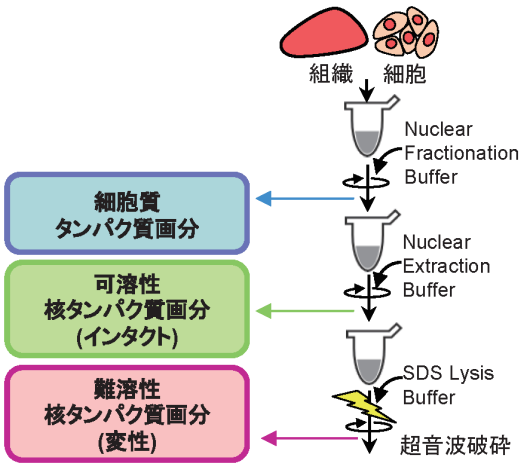 組織
細胞
Nuclear
Fractionation
Buffer
細胞質
タンパク質画分
Nuclear
Extraction
Buffer
可溶性
核タンパク質画分
(インタクト)
SDS Lysis
Buffer
難溶性
核タンパク質画分
(変性)
超音波破砕